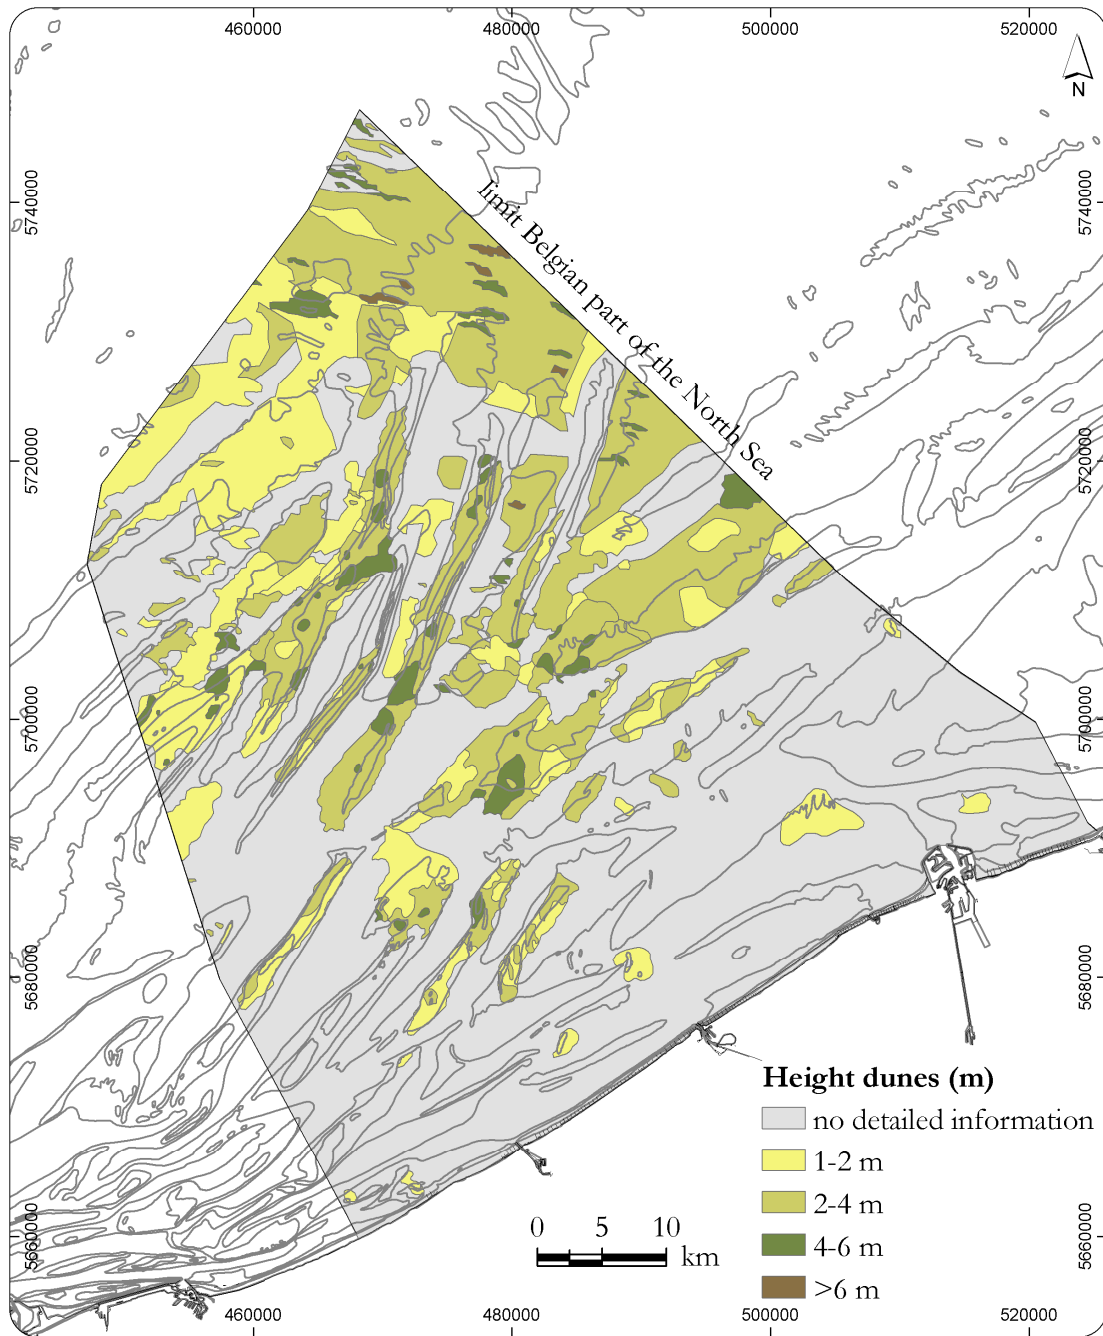 460000
480000
500000
520000
N
5740000
5740000
limit Belgian part of the North Sea
5720000
5720000
5700000
5700000
5680000
5680000
Height dunes (m)
no detailed information
1-2 m
2-4 m
4-6 m
>6 m
0 5 10
km
5660000
5660000
460000
480000
500000
520000